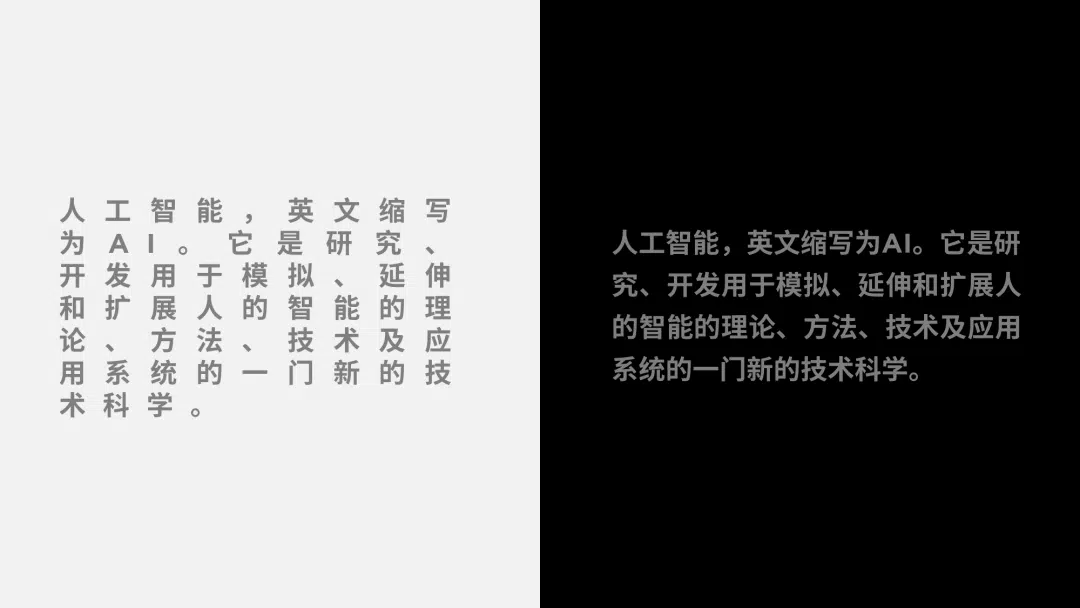 人工智能，英文缩写
为AI。它是研究、
开发用于模拟、延伸
和扩展人的智能的理
论、方法、技术及应
用系统的一门新的技
术科学。
人工智能，英文缩写为AI。它是研
究、开发用于模拟、延伸和扩展人
的智能的理论、方法、技术及应用
系统的一门新的技术科学。